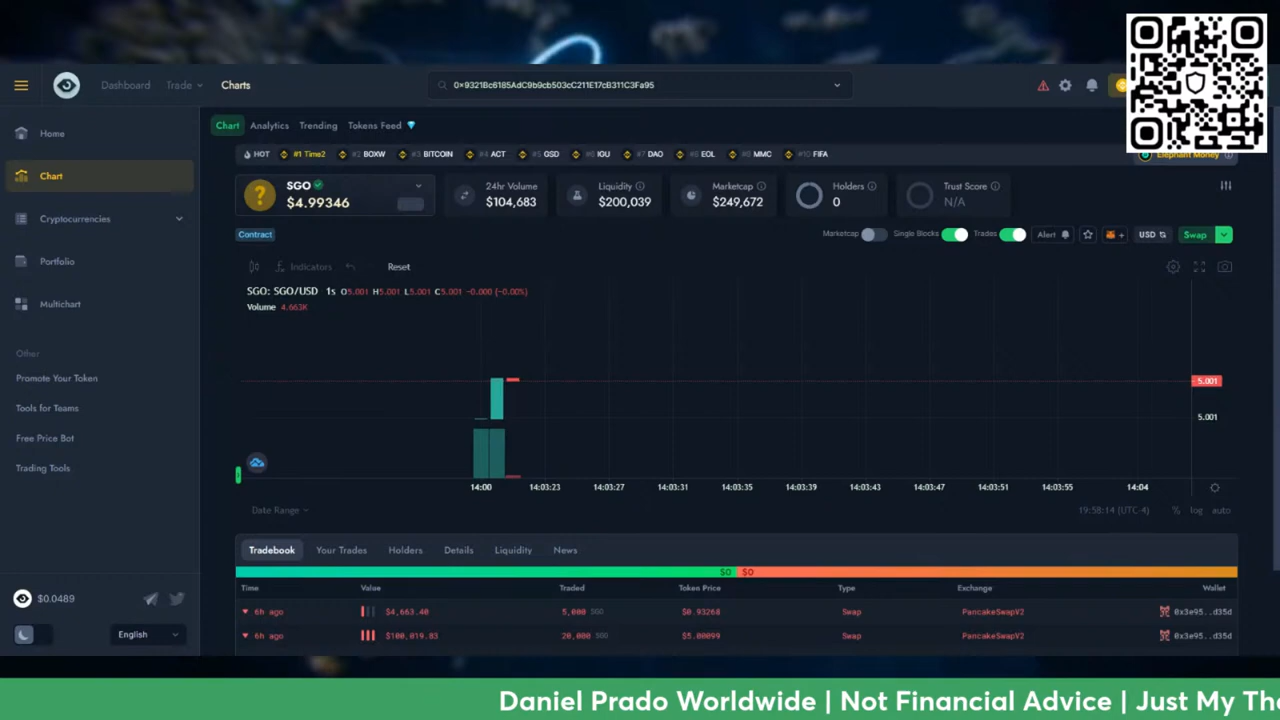 Dashboard Trade Charts 0x9321Bc6185AdC9b9cb503cC211E17cB311C3Fa95
Home
Chart
Cryptocurrencies
Portfolio
Multichart
Other
Promote Your Token
Tools for Teams
Free Price Bot
Trading Tools
$0.0489
English
Chart Analytics Trending Tokens Feed
HOT #1 Time2 #2 BOXW #3 BITCOIN #4 ACT #5 GSD #6 IGU #7 DAO #8 EOL #9 MMC #10 FIFA
Elephant Money
SGO
$4.99346
24hr Volume
$104,683
Liquidity
$200,039
Marketcap
$249,672
Holders
0
Trust Score
N/A
Contract
Marketcap Single Blocks Trades Alert USD Swap
Indicators Reset
SGO: SGO/USD 1s O5.001 H5.001 L5.001 C5.001 -0.000 (-0.00%)
Volume 4.663K
5.001
5.001
14:00 14:03:23 14:03:27 14:03:31 14:03:35 14:03:39 14:03:43 14:03:47 14:03:51 14:03:55 14:04
Date Range 19:58:14 (UTC-4) % log auto
Tradebook Your Trades Holders Details Liquidity News
$0 $0
Time Value Traded Token Price Type Exchange Wallet
6h ago $4,663.40 5,000 SGO $0.93268 Swap PancakeSwapV2 0x3e95..d35d
6h ago $100,019.83 20,000 SGO $5.00099 Swap PancakeSwapV2 0x3e95..d35d
Daniel Prado Worldwide | Not Financial Advice | Just My Th